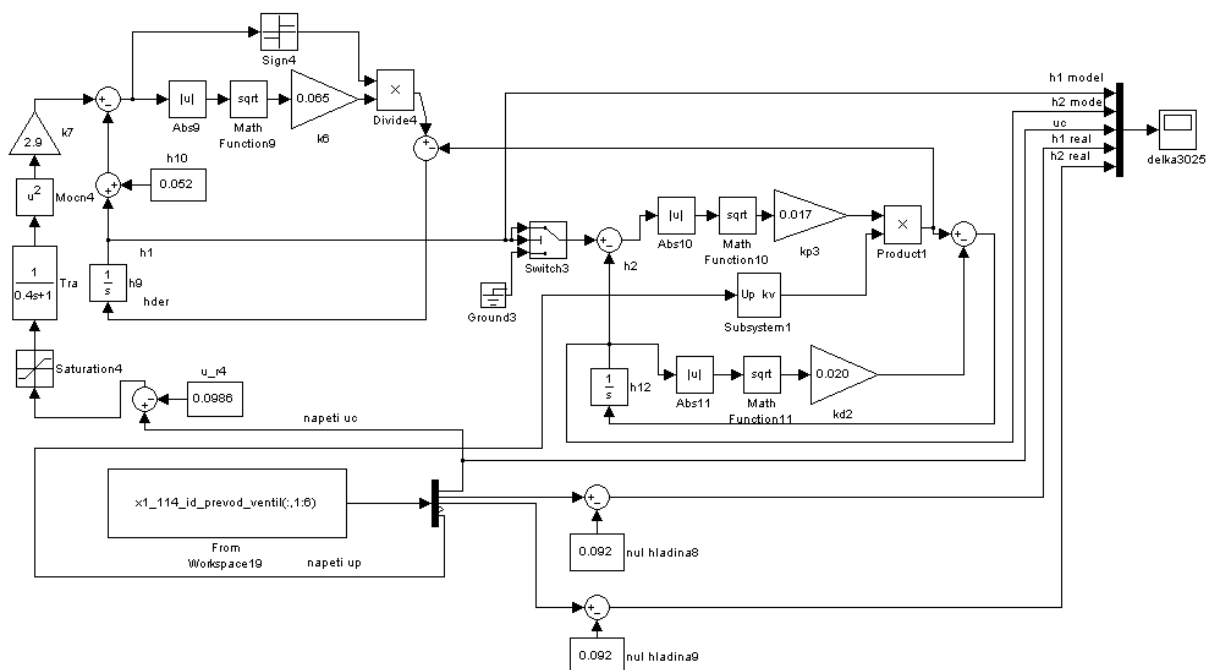 Sign4
h1 model
|u|
sqrt
0.065
×
h2 mode
k7
Abs9
Math
Function9
k6
Divide4
uc
2.9
h1 real
h10
h2 real
delka3025
u2
Mocn4
0.052
|u|
sqrt
0.017
×
h1
Switch3
h2
Abs10
Math
Function10
kp3
Product1
1
0.4s+1
Tra
1
s
h9
hder
Up kv
Ground3
Subsystem1
Saturation4
u_r4
1
s
h12
|u|
sqrt
0.020
0.0986
Abs11
Math
Function11
kd2
napeti uc
x1_114_id_prevod_ventil(:,1:6)
From
Workspace19
napeti up
0.092
nul hladina8
0.092
nul hladina9